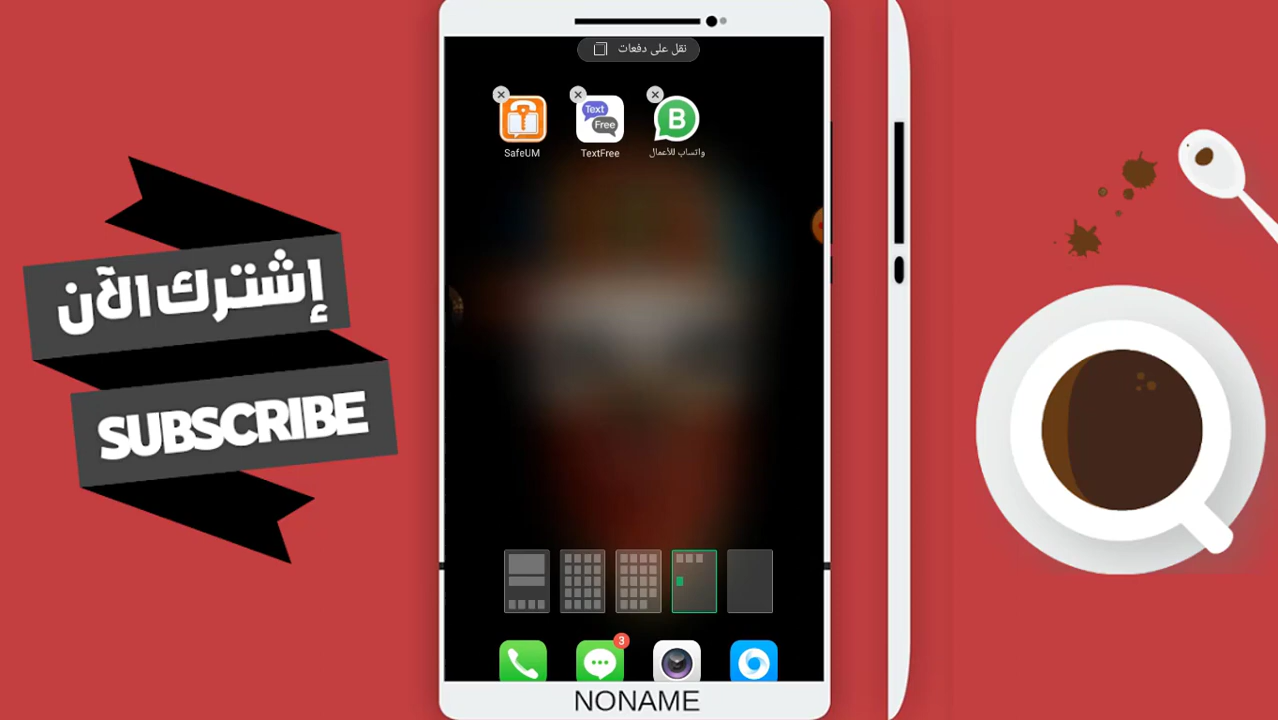 نقل على دفعات
SafeUM
Text
Free
TextFree
B
واتساب للأعمال
إشترك الآن
SUBSCRIBE
3
NONAME